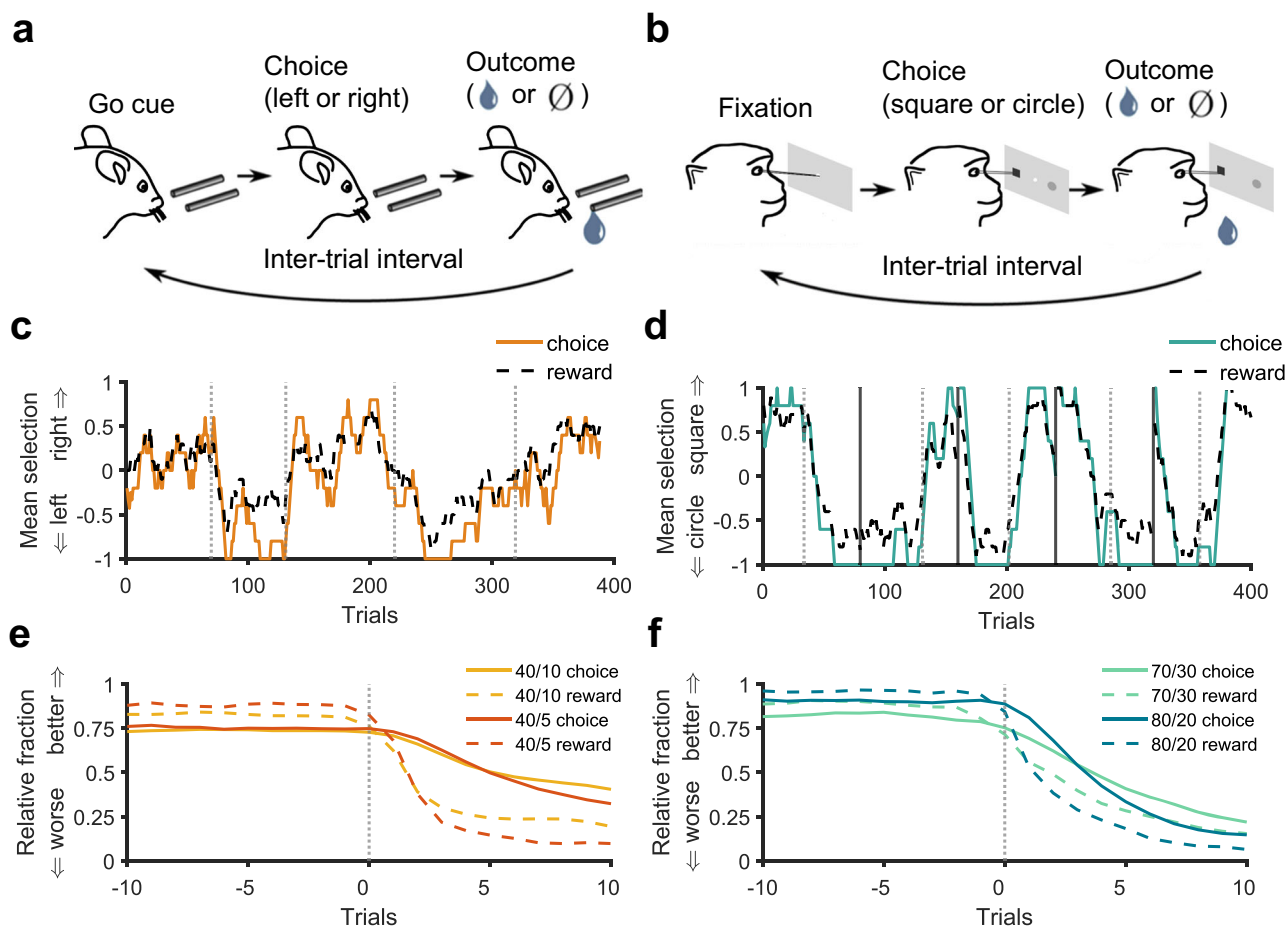 a
Go cue
Choice
(left or right)
Outcome
( or Ø )
Inter-trial interval
b
Fixation
Choice
(square or circle)
Outcome
( or Ø )
Inter-trial interval
c
choice
reward
Mean selection
⇐ left right ⇒
1
0.5
0
-0.5
-1
0 100 200 300 400
Trials
d
choice
reward
Mean selection
⇐ circle square ⇒
1
0.5
0
-0.5
-1
0 100 200 300 400
Trials
e
40/10 choice
40/10 reward
40/5 choice
40/5 reward
Relative fraction
⇐ worse better ⇒
1
0.75
0.5
0.25
0
-10 -5 0 5 10
Trials
f
70/30 choice
70/30 reward
80/20 choice
80/20 reward
Relative fraction
⇐ worse better ⇒
1
0.75
0.5
0.25
0
-10 -5 0 5 10
Trials